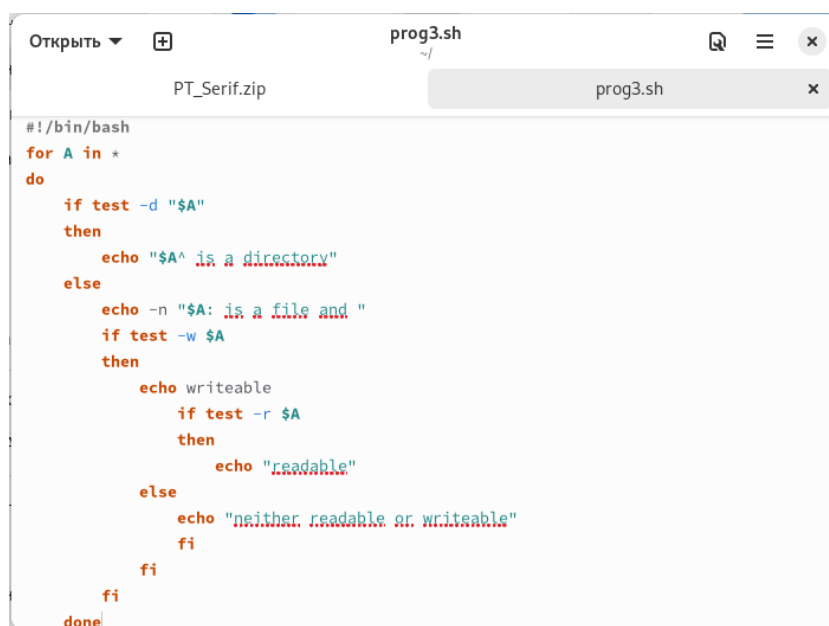 Открыть
prog3.sh
~/
PT_Serif.zip
prog3.sh
#!/bin/bash
for A in *
do
    if test -d "$A"
    then
        echo "$A^ is a directory"
    else
        echo -n "$A: is a file and "
        if test -w $A
        then
            echo writeable
                if test -r $A
                then
                    echo "readable"
            else
                echo "neither readable or writeable"
                fi
            fi
        fi
    done